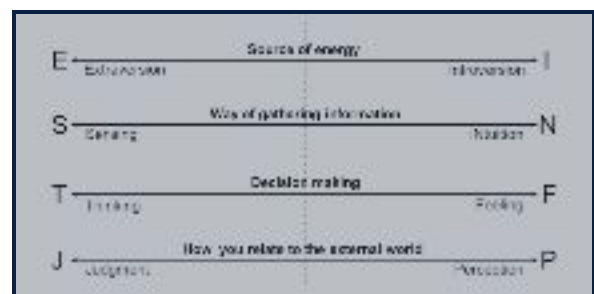 Source of energy
E I
Extraversion Introversion
Way of gathering information
S N
Sensing Intuition
Decision making
T F
Thinking Feeling
How you relate to the external world
J P
Judgment Perception